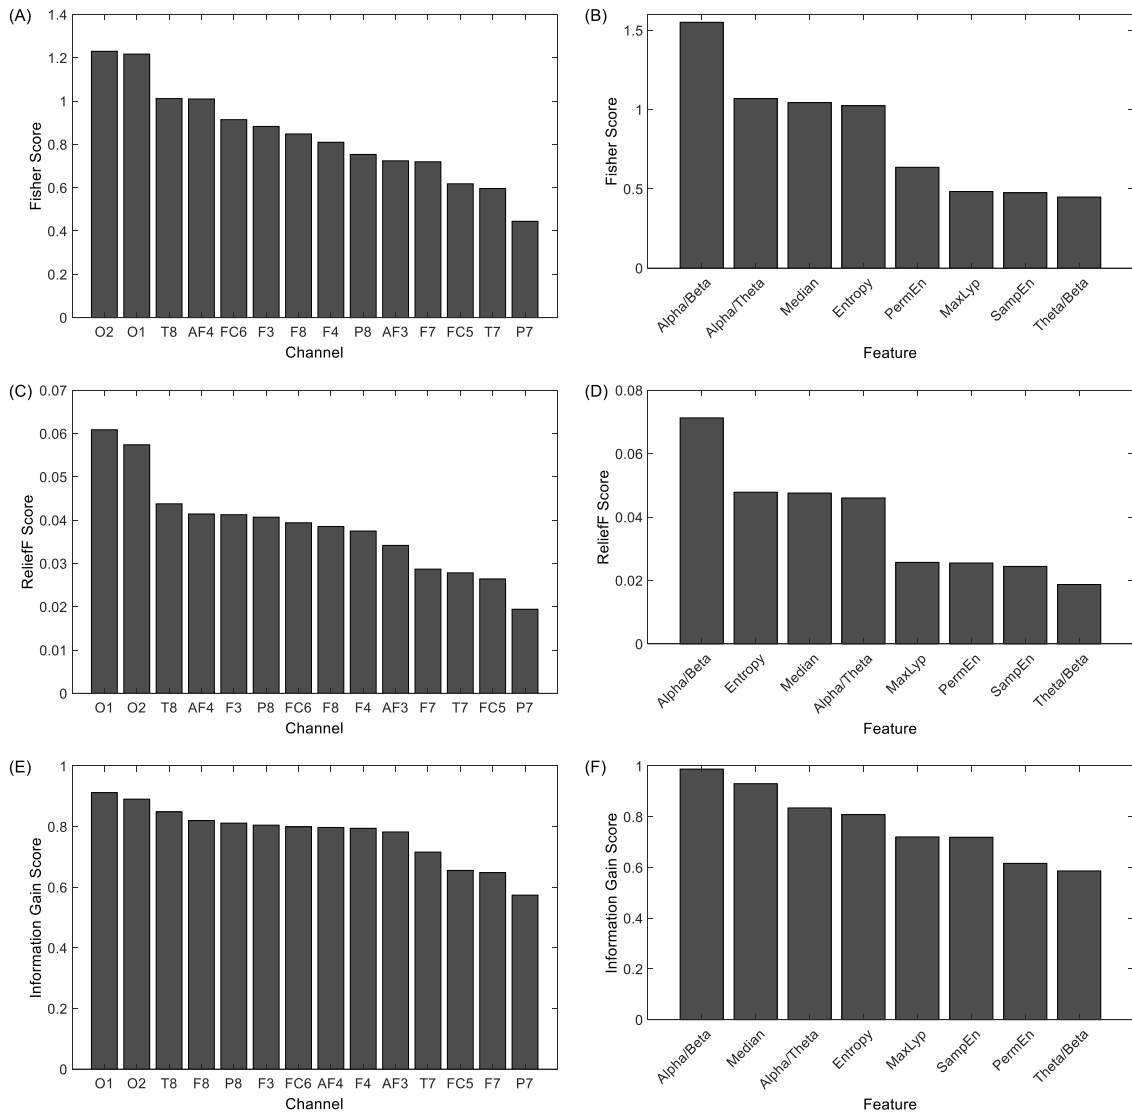 (A)
Fisher Score
1.4
1.2
1
0.8
0.6
0.4
0.2
0
O2 O1 T8 AF4 FC6 F3 F8 F4 P8 AF3 F7 FC5 T7 P7
Channel
(B)
Fisher Score
1.5
1
0.5
0
Alpha/Beta Alpha/Theta Median Entropy PermEn MaxLyp SampEn Theta/Beta
Feature
(C)
ReliefF Score
0.07
0.06
0.05
0.04
0.03
0.02
0.01
0
O1 O2 T8 AF4 F3 P8 FC6 F8 F4 AF3 F7 T7 FC5 P7
Channel
(D)
ReliefF Score
0.08
0.06
0.04
0.02
0
Alpha/Beta Entropy Median Alpha/Theta MaxLyp PermEn SampEn Theta/Beta
Feature
(E)
Information Gain Score
1
0.8
0.6
0.4
0.2
0
O1 O2 T8 F8 P8 F3 FC6 AF4 F4 AF3 T7 FC5 F7 P7
Channel
(F)
Information Gain Score
1
0.8
0.6
0.4
0.2
0
Alpha/Beta Median Alpha/Theta Entropy MaxLyp SampEn PermEn Theta/Beta
Feature